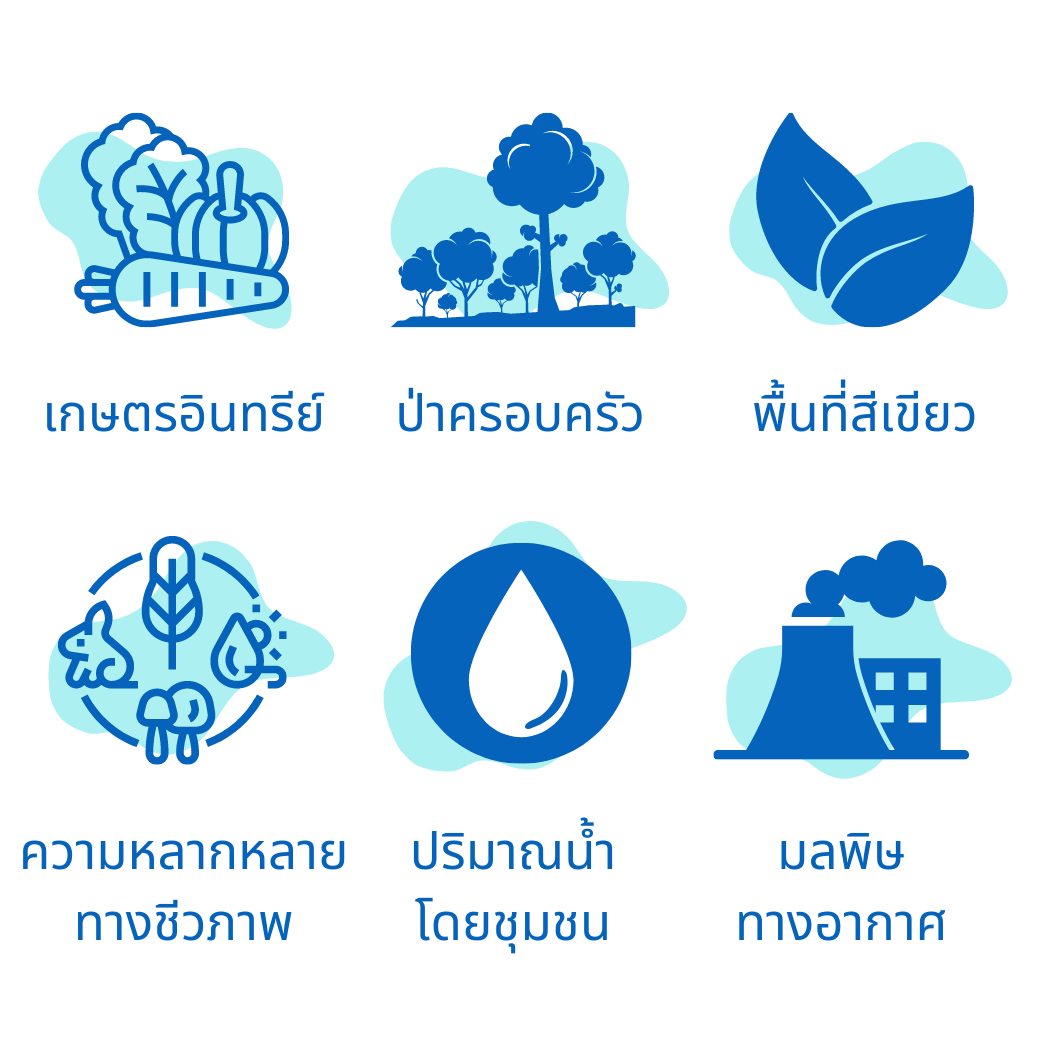 เกษตรอินทรีย์
ป่าครอบครัว
พื้นที่สีเขียว
ความหลากหลาย
ทางชีวภาพ
ปริมาณน้ำ
โดยชุมชน
มลพิษ
ทางอากาศ